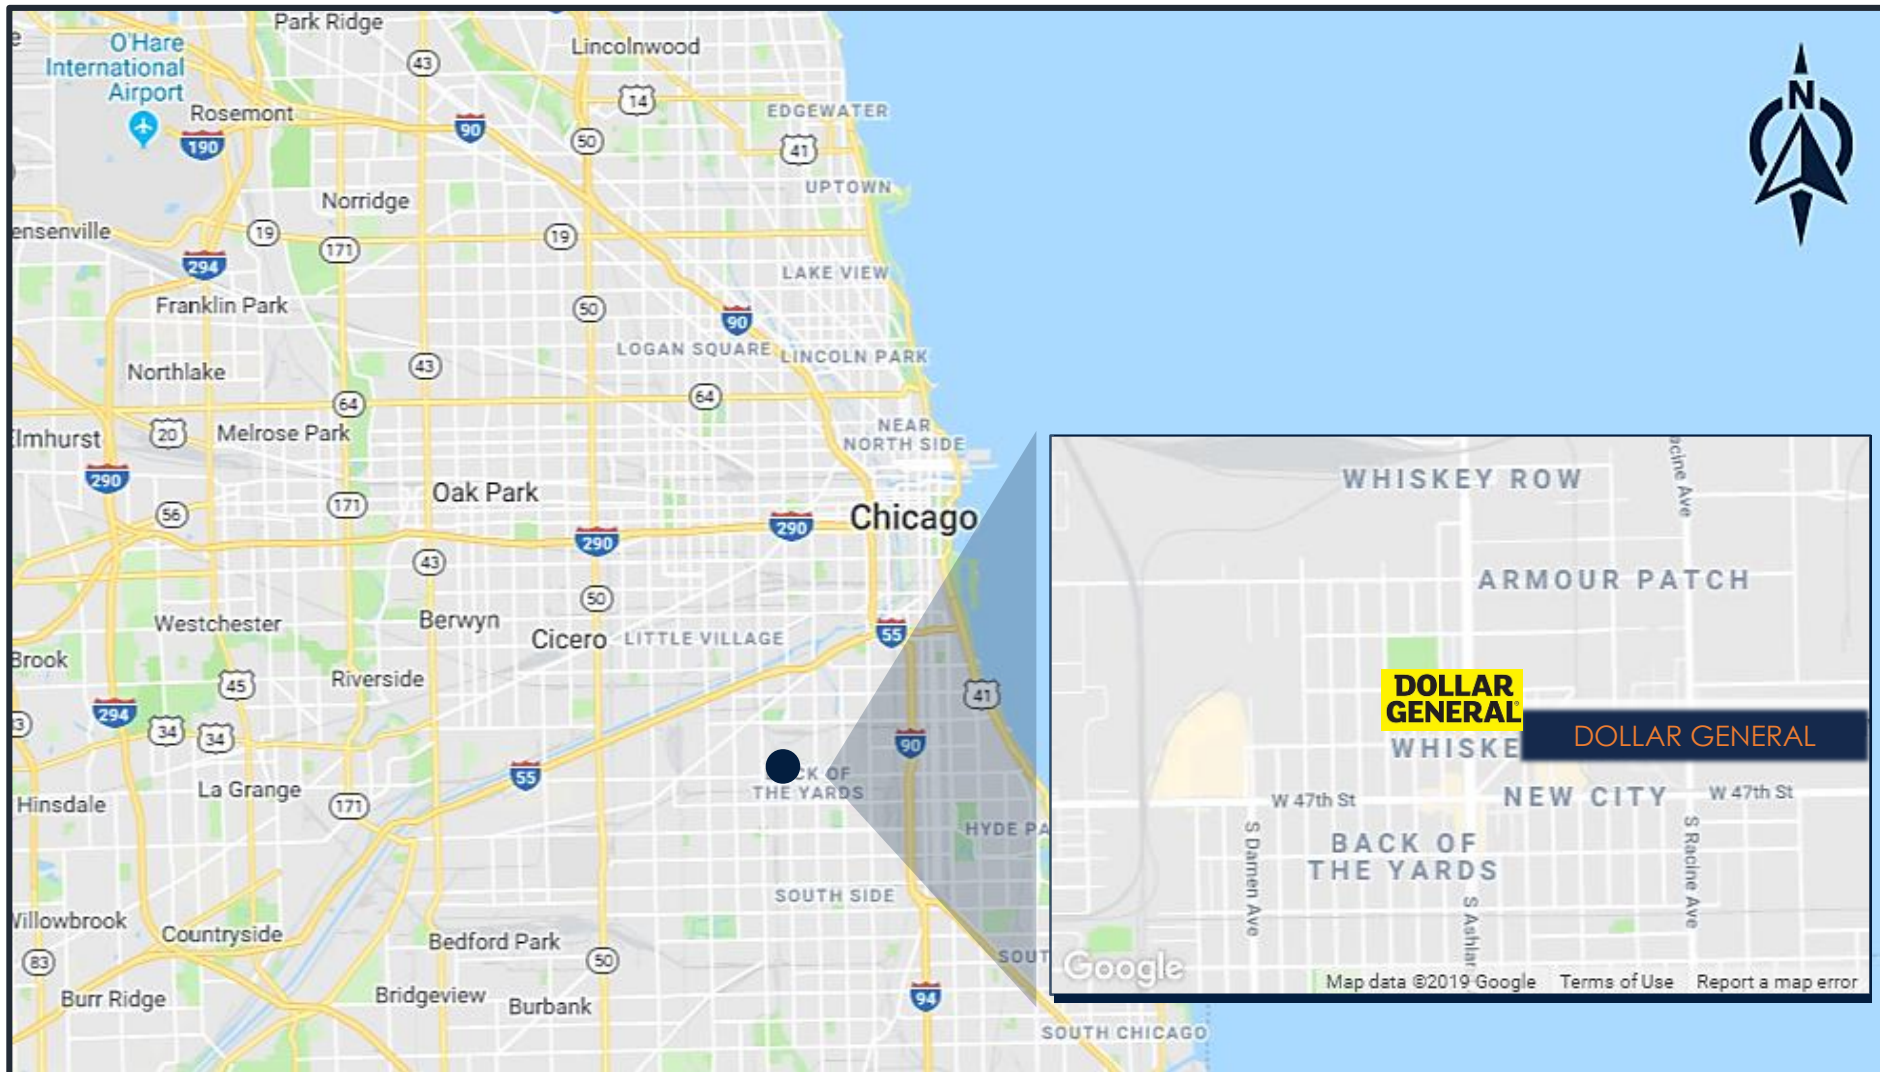 Park Ridge
O'Hare
International
Airport
Lincolnwood
43
14
Rosemont
EDGEWATER
190
90
50
41
UPTOWN
Norridge
ensenville
19
171
19
294
LAKE VIEW
Franklin Park
50
90
LOGAN SQUARE
LINCOLN PARK
Northlake
43
64
64
NEAR
NORTH SIDE
Imhurst
20
Melrose Park
290
Oak Park
171
56
Chicago
290
290
43
50
Westchester
Berwyn
Cicero
LITTLE VILLAGE
55
Brook
45
Riverside
41
294
34
34
3
90
55
CK OF
THE YARDS
La Grange
Hinsdale
171
HYDE PA
SOUTH SIDE
Willowbrook
Countryside
Bedford Park
83
50
SOUT
Burr Ridge
Bridgeview
Burbank
94
SOUTH CHICAGO
N
WHISKEY ROW
acine Ave
ARMOUR PATCH
DOLLAR
GENERAL
DOLLAR GENERAL
WHISKE
W 47th St
NEW CITY
W 47th St
BACK OF
THE YARDS
S Damen Ave
S Ashlar
S Racine Ave
Google
Map data ©2019 Google Terms of Use Report a map error